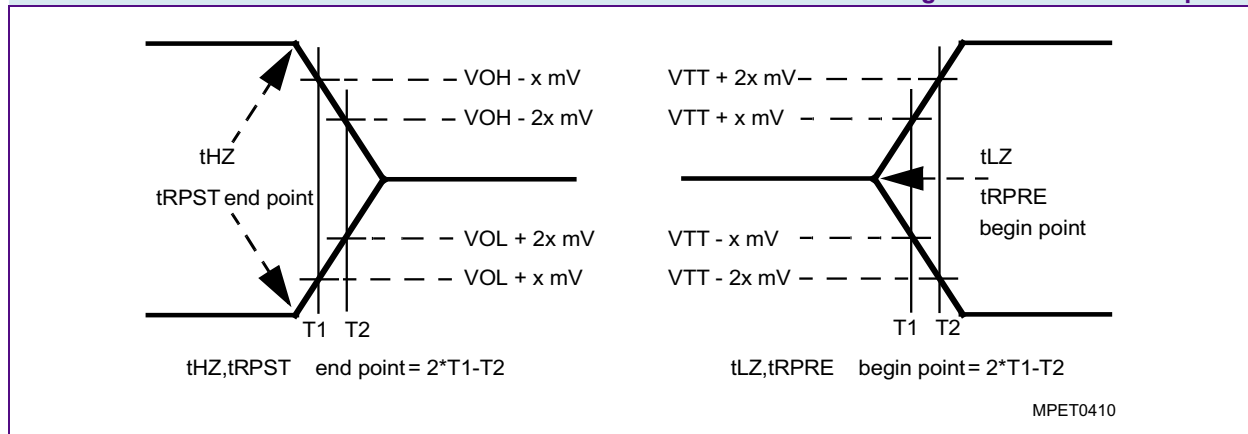 VOH - x mV
VTT + 2x mV
VOH - 2x mV
VTT + x mV
tHZ
tLZ
tRPST end point
tRPRE
begin point
VOL + 2x mV
VTT - x mV
VOL + x mV
VTT - 2x mV
T1 T2
T1 T2
tHZ,tRPST end point = 2*T1-T2
tLZ,tRPRE begin point = 2*T1-T2
MPET0410